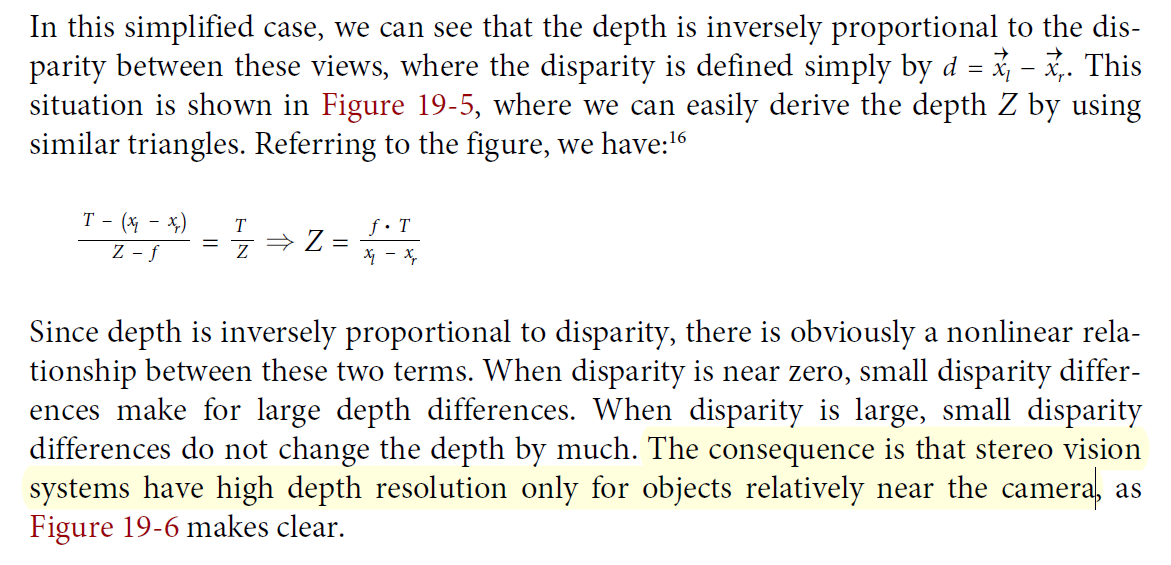 In this simplified case, we can see that the depth is inversely proportional to the dis-
parity between these views, where the disparity is defined simply by d = x⃗ₗ – x⃗ᵣ. This
situation is shown in Figure 19-5, where we can easily derive the depth Z by using
similar triangles. Referring to the figure, we have:¹⁶
T – (xₗ – xᵣ) / Z – f = T / Z ⇒ Z = f · T / xₗ – xᵣ
Since depth is inversely proportional to disparity, there is obviously a nonlinear rela-
tionship between these two terms. When disparity is near zero, small disparity differ-
ences make for large depth differences. When disparity is large, small disparity
differences do not change the depth by much. The consequence is that stereo vision
systems have high depth resolution only for objects relatively near the camera, as
Figure 19-6 makes clear.